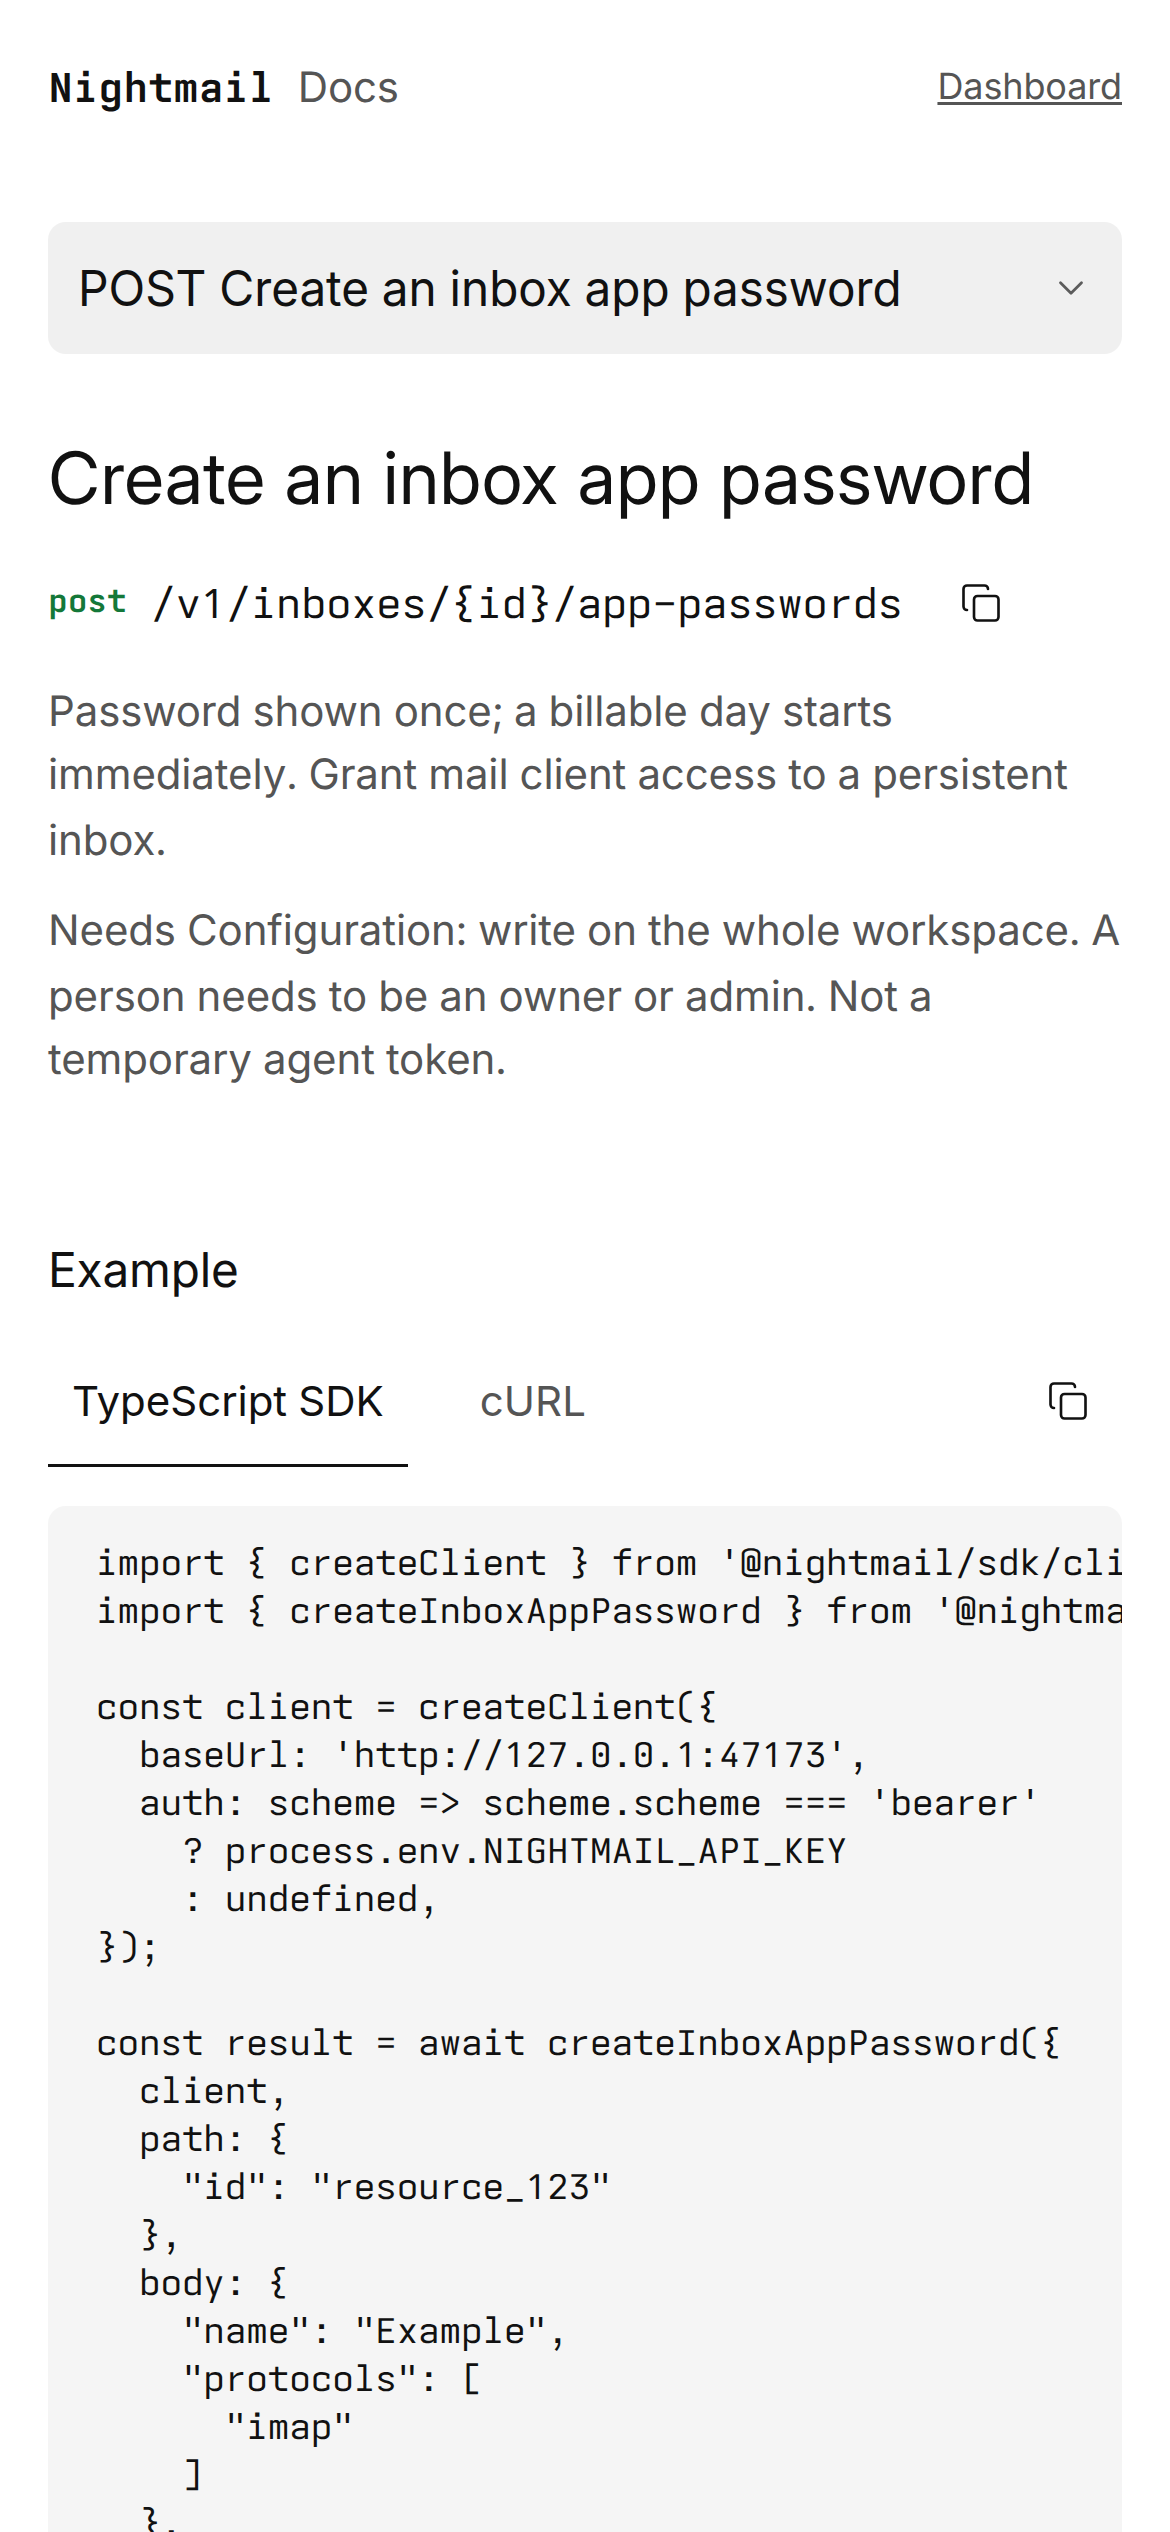 Nightmail Docs
Dashboard
POST Create an inbox app password
Create an inbox app password
post /v1/inboxes/{id}/app-passwords
Password shown once; a billable day starts
immediately. Grant mail client access to a persistent
inbox.
Needs Configuration: write on the whole workspace. A
person needs to be an owner or admin. Not a
temporary agent token.
Example
TypeScript SDK
cURL
import { createClient } from '@nightmail/sdk/cli
import { createInboxAppPassword } from '@nightma
const client = createClient({
  baseUrl: 'http://127.0.0.1:47173',
  auth: scheme => scheme.scheme === 'bearer'
    ? process.env.NIGHTMAIL_API_KEY
    : undefined,
});
const result = await createInboxAppPassword({
  client,
  path: {
    "id": "resource_123"
  },
  body: {
    "name": "Example",
    "protocols": [
      "imap"
    ]
  },